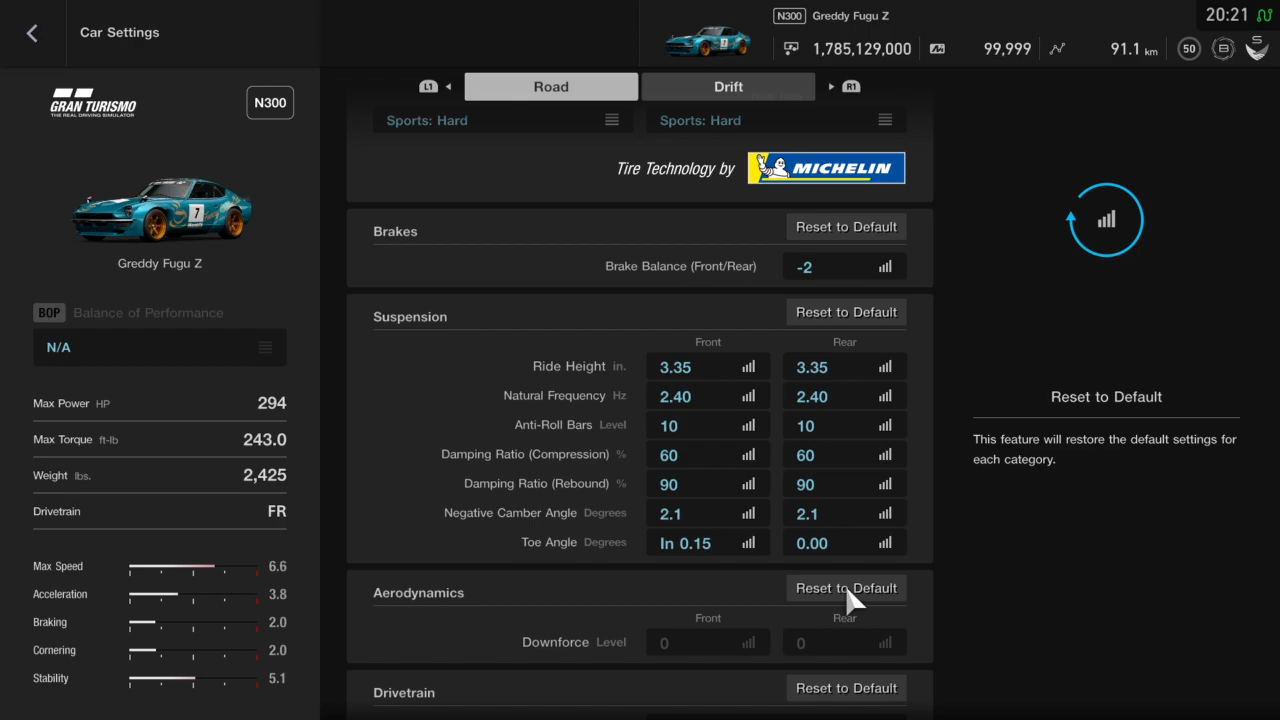 Car Settings
N300 Greddy Fugu Z
20:21
1,785,129,000 99,999 91.1 km 50 B S
GRAN TURISMO
THE REAL DRIVING SIMULATOR
N300
7
Greddy Fugu Z
BOP Balance of Performance
N/A
Max Power HP 294
Max Torque ft-lb 243.0
Weight lbs. 2,425
Drivetrain FR
Max Speed 6.6
Acceleration 3.8
Braking 2.0
Cornering 2.0
Stability 5.1
L1 Road Drift R1
Sports: Hard Sports: Hard
Tire Technology by MICHELIN
Brakes Reset to Default
Brake Balance (Front/Rear) -2
Suspension Reset to Default
Front Rear
Ride Height in. 3.35 3.35
Natural Frequency Hz 2.40 2.40
Anti-Roll Bars Level 10 10
Damping Ratio (Compression) % 60 60
Damping Ratio (Rebound) % 90 90
Negative Camber Angle Degrees 2.1 2.1
Toe Angle Degrees In 0.15 0.00
Aerodynamics Reset to Default
Front Rear
Downforce Level 0 0
Drivetrain Reset to Default
Reset to Default
This feature will restore the default settings for
each category.